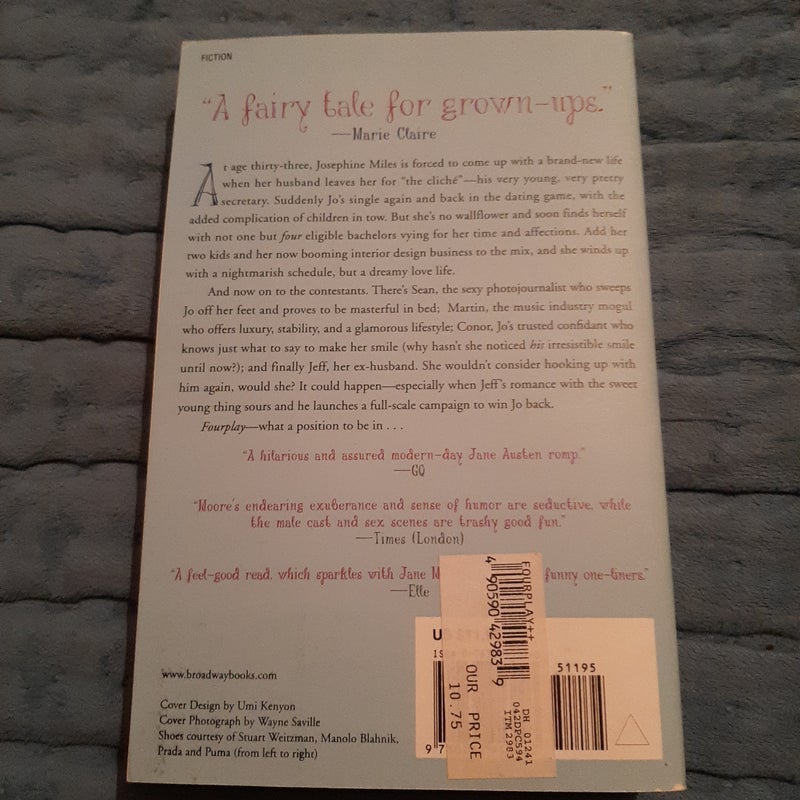 FICTION
“A fairy tale for grown-ups.”
—Marie Claire
At age thirty-three, Josephine Miles is forced to come up with a brand-new life
when her husband leaves her for “the cliché”—his very young, very pretty
secretary. Suddenly Jo's single again and back in the dating game, with the
added complication of children in tow. But she's no wallflower and soon finds herself
with not one but four eligible bachelors vying for her time and affections. Add her
two kids and her now booming interior design business to the mix, and she winds up
with a nightmarish schedule, but a dreamy love life.
And now on to the contestants. There's Sean, the sexy photojournalist who sweeps
Jo off her feet and proves to be masterful in bed; Martin, the music industry mogul
who offers luxury, stability, and a glamorous lifestyle; Conor, Jo's trusted confidant who
knows just what to say to make her smile (why hasn't she noticed his irresistible smile
until now?); and finally Jeff, her ex-husband. She wouldn't consider hooking up with
him again, would she? It could happen—especially when Jeff's romance with the sweet
young thing sours and he launches a full-scale campaign to win Jo back.
Fourplay—what a position to be in . . .
“A hilarious and assured modern-day Jane Austen romp.”
—GQ
“Moore's endearing exuberance and sense of humor are seductive, while
the male cast and sex scenes are trashy good fun.”
—Times (London)
“A feel-good read, which sparkles with Jane M funny one-liners.”
—Elle
FOURPLAY++
4 90590 42983 9
DH 01241
042DPC594
ITM.2983
OUR PRICE
10.75
U
IS
51195
9 7
www.broadwaybooks.com
Cover Design by Umi Kenyon
Cover Photograph by Wayne Saville
Shoes courtesy of Stuart Weitzman, Manolo Blahnik,
Prada and Puma (from left to right)